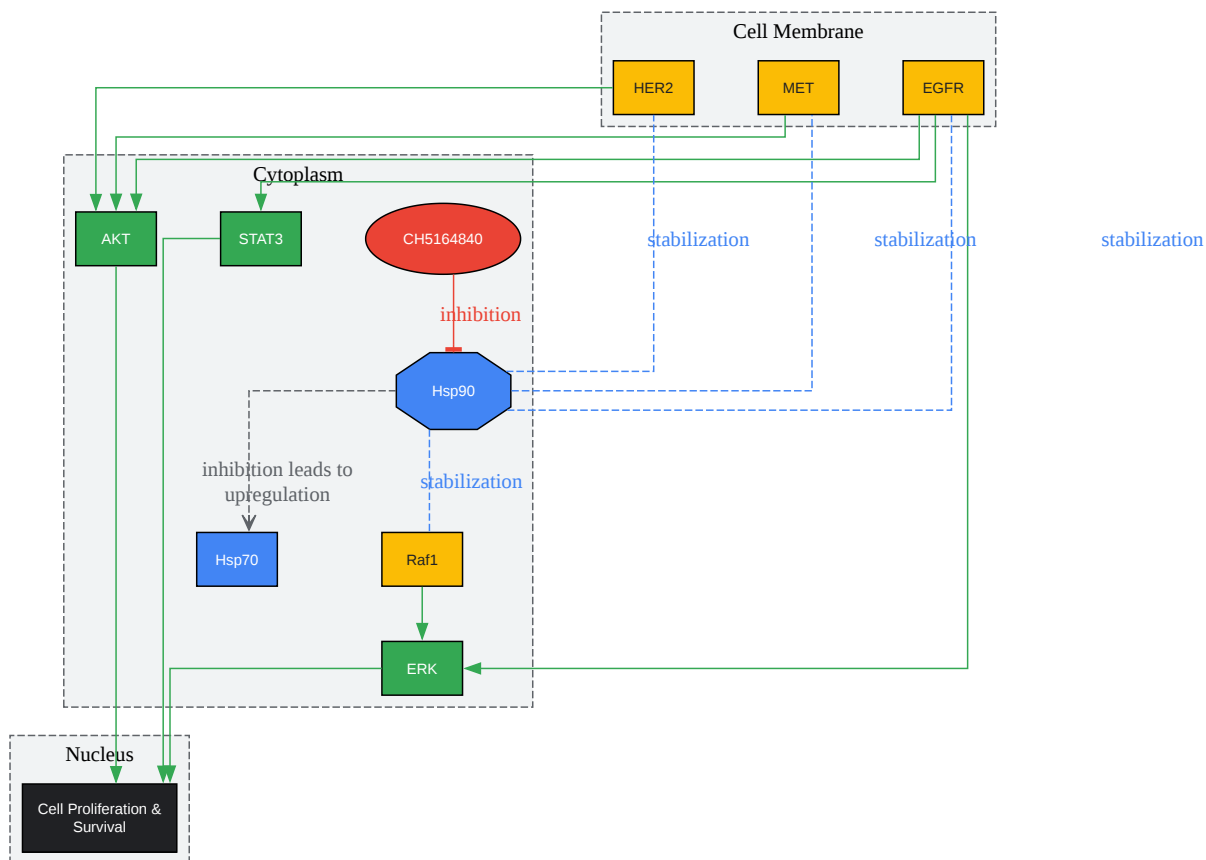 Cell Membrane
HER2
MET
EGFR
Cytoplasm
AKT
STAT3
CH5164840
stabilization
stabilization
stabilization
inhibition
Hsp90
inhibition leads to
upregulation
stabilization
Hsp70
Raf1
ERK
Nucleus
Cell Proliferation &
Survival